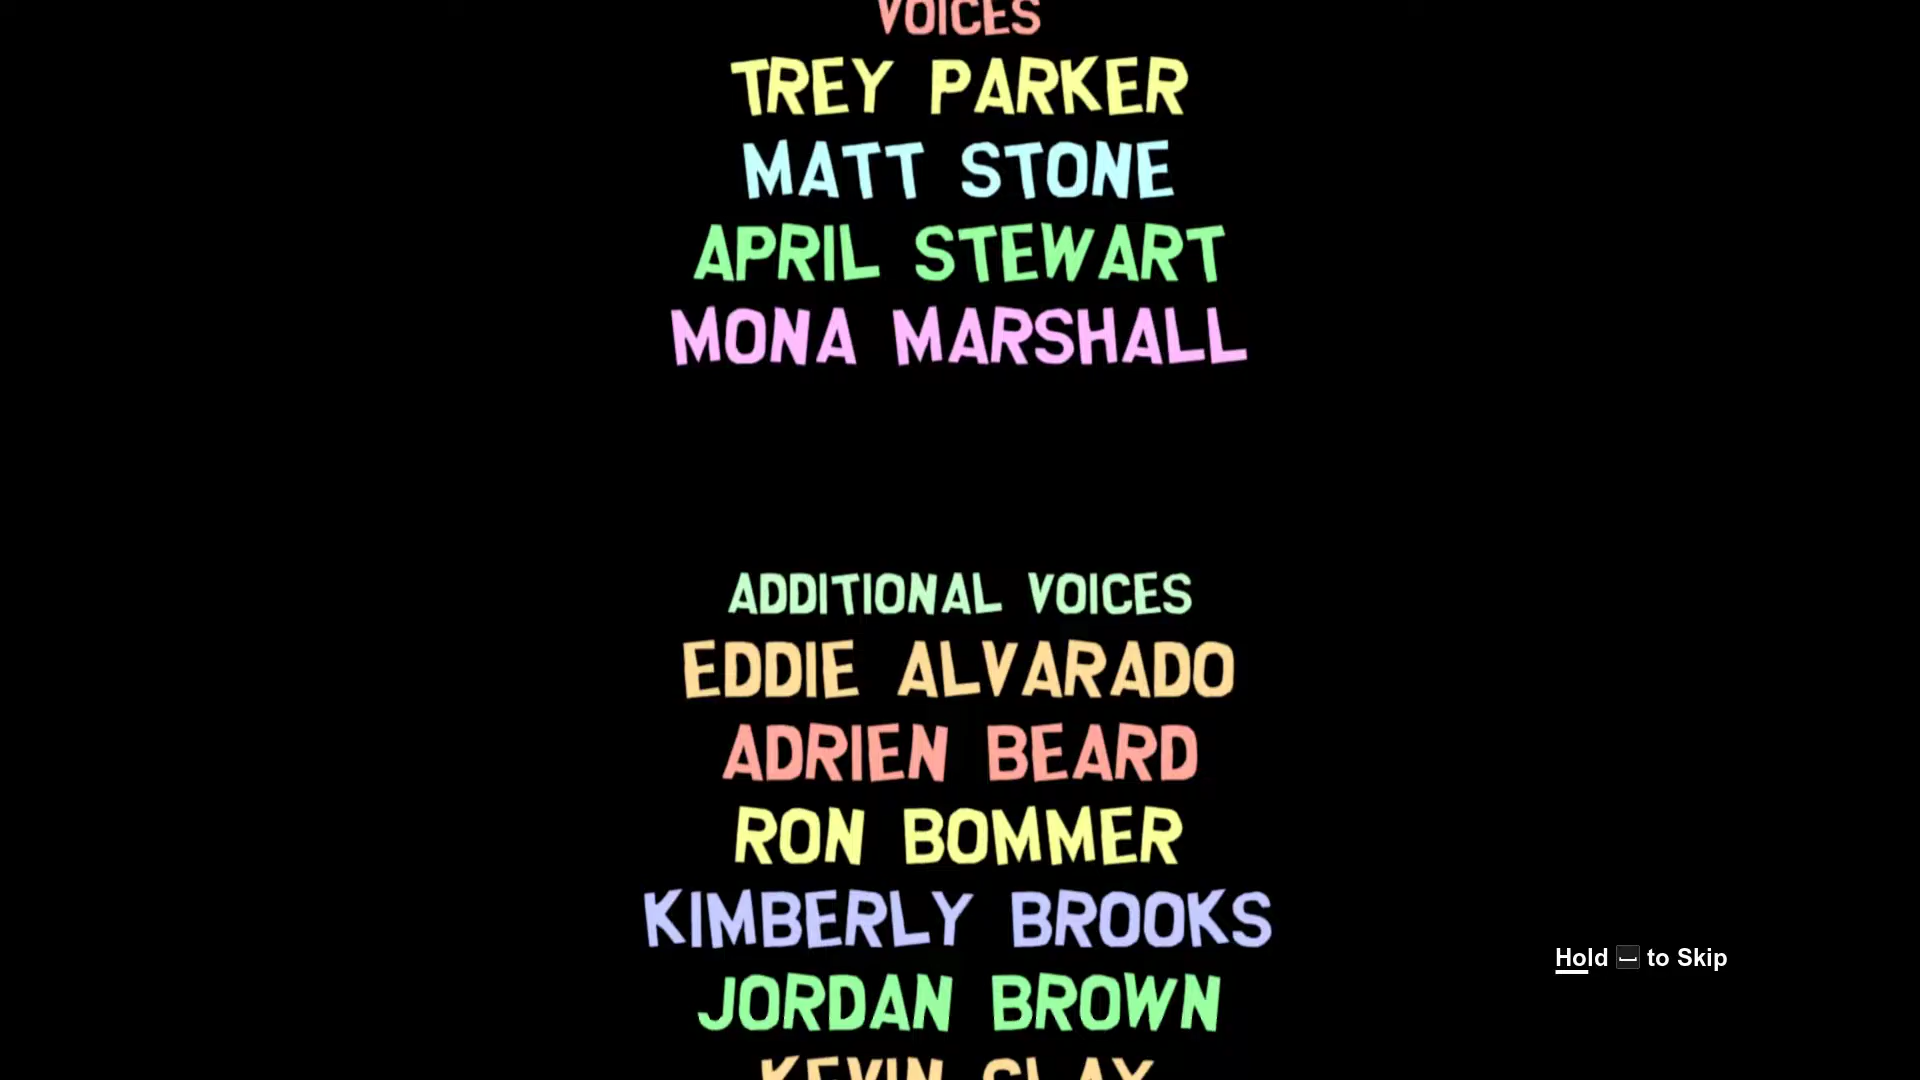 VOICES
TREY PARKER
MATT STONE
APRIL STEWART
MONA MARSHALL
ADDITIONAL VOICES
EDDIE ALVARADO
ADRIEN BEARD
RON BOMMER
KIMBERLY BROOKS
Hold to Skip
JORDAN BROWN
KEVIN CLAY